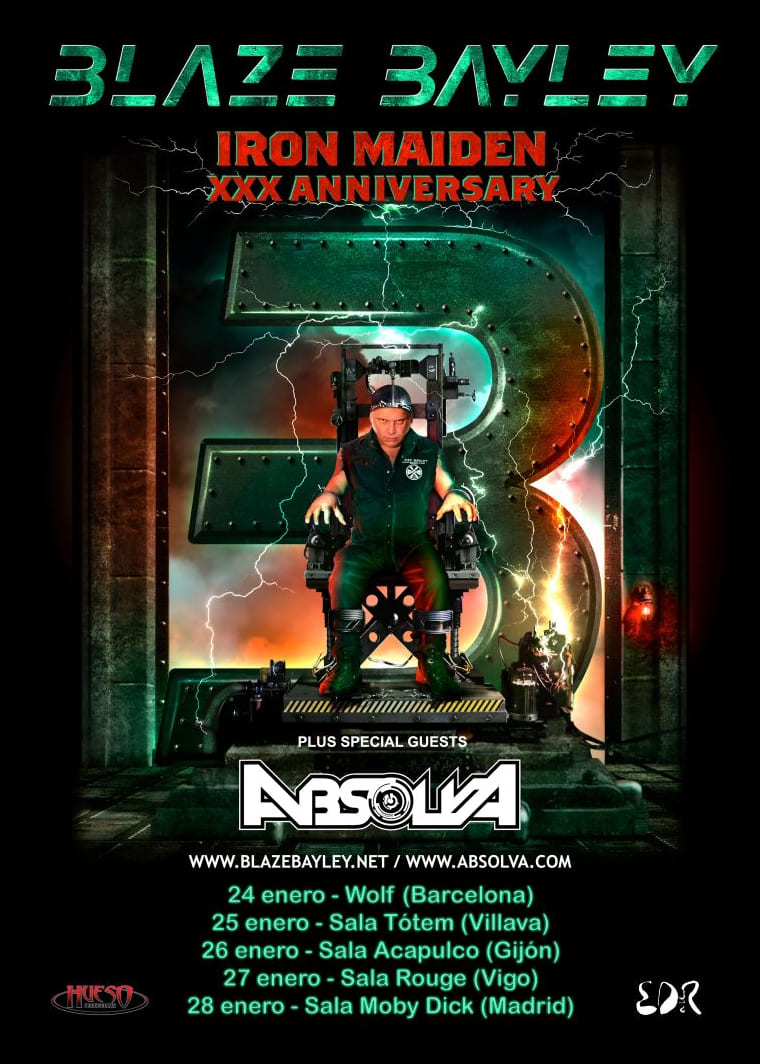 BLAZE BAYLEY
IRON MAIDEN
XXX ANNIVERSARY
PLUS SPECIAL GUESTS
ABSOLVA
WWW.BLAZEBAYLEY.NET / WWW.ABSOLVA.COM
24 enero - Wolf (Barcelona)
25 enero - Sala Tótem (Villava)
26 enero - Sala Acapulco (Gijón)
27 enero - Sala Rouge (Vigo)
28 enero - Sala Moby Dick (Madrid)
HUESO
PRODUCCIONES
EDR